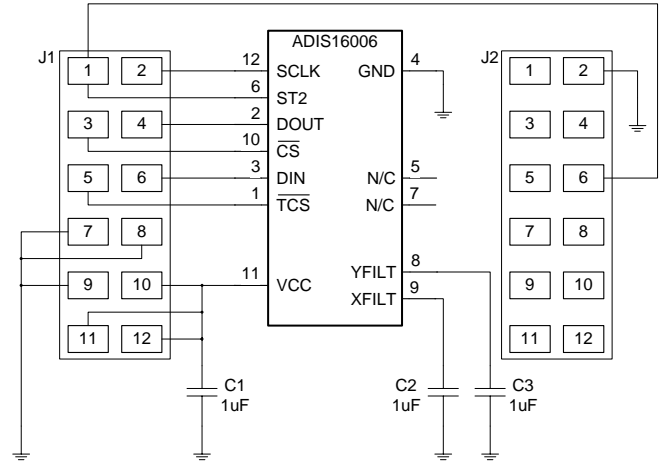 ADIS16006
J1
1 2
3 4
5 6
7 8
9 10
11 12
12 SCLK
6 ST2
2 DOUT
10 CS
3 DIN
1 TCS
11 VCC
GND 4
N/C 5
N/C 7
YFILT 8
XFILT 9
J2
1 2
3 4
5 6
7 8
9 10
11 12
C1
1uF
C2
1uF
C3
1uF